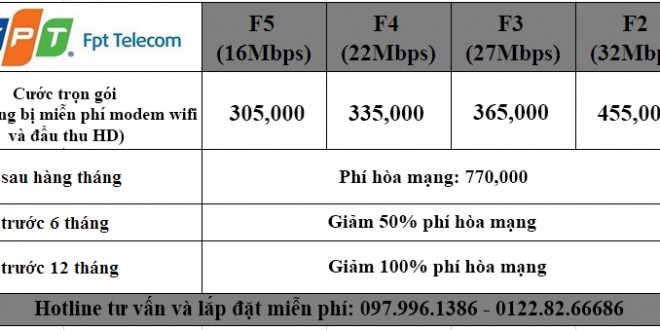 FPT Fpt Telecom
F5 F4 F3 F2
(16Mbps) (22Mbps) (27Mbps) (32Mbp
Cước trọn gói
ng bị miễn phí modem wifi
và đầu thu HD)
305,000 335,000 365,000 455,00
sau hàng tháng
Phí hòa mạng: 770,000
trước 6 tháng
Giảm 50% phí hòa mạng
trước 12 tháng
Giảm 100% phí hòa mạng
Hotline tư vấn và lắp đặt miễn phí: 097.996.1386 - 0122.82.66686